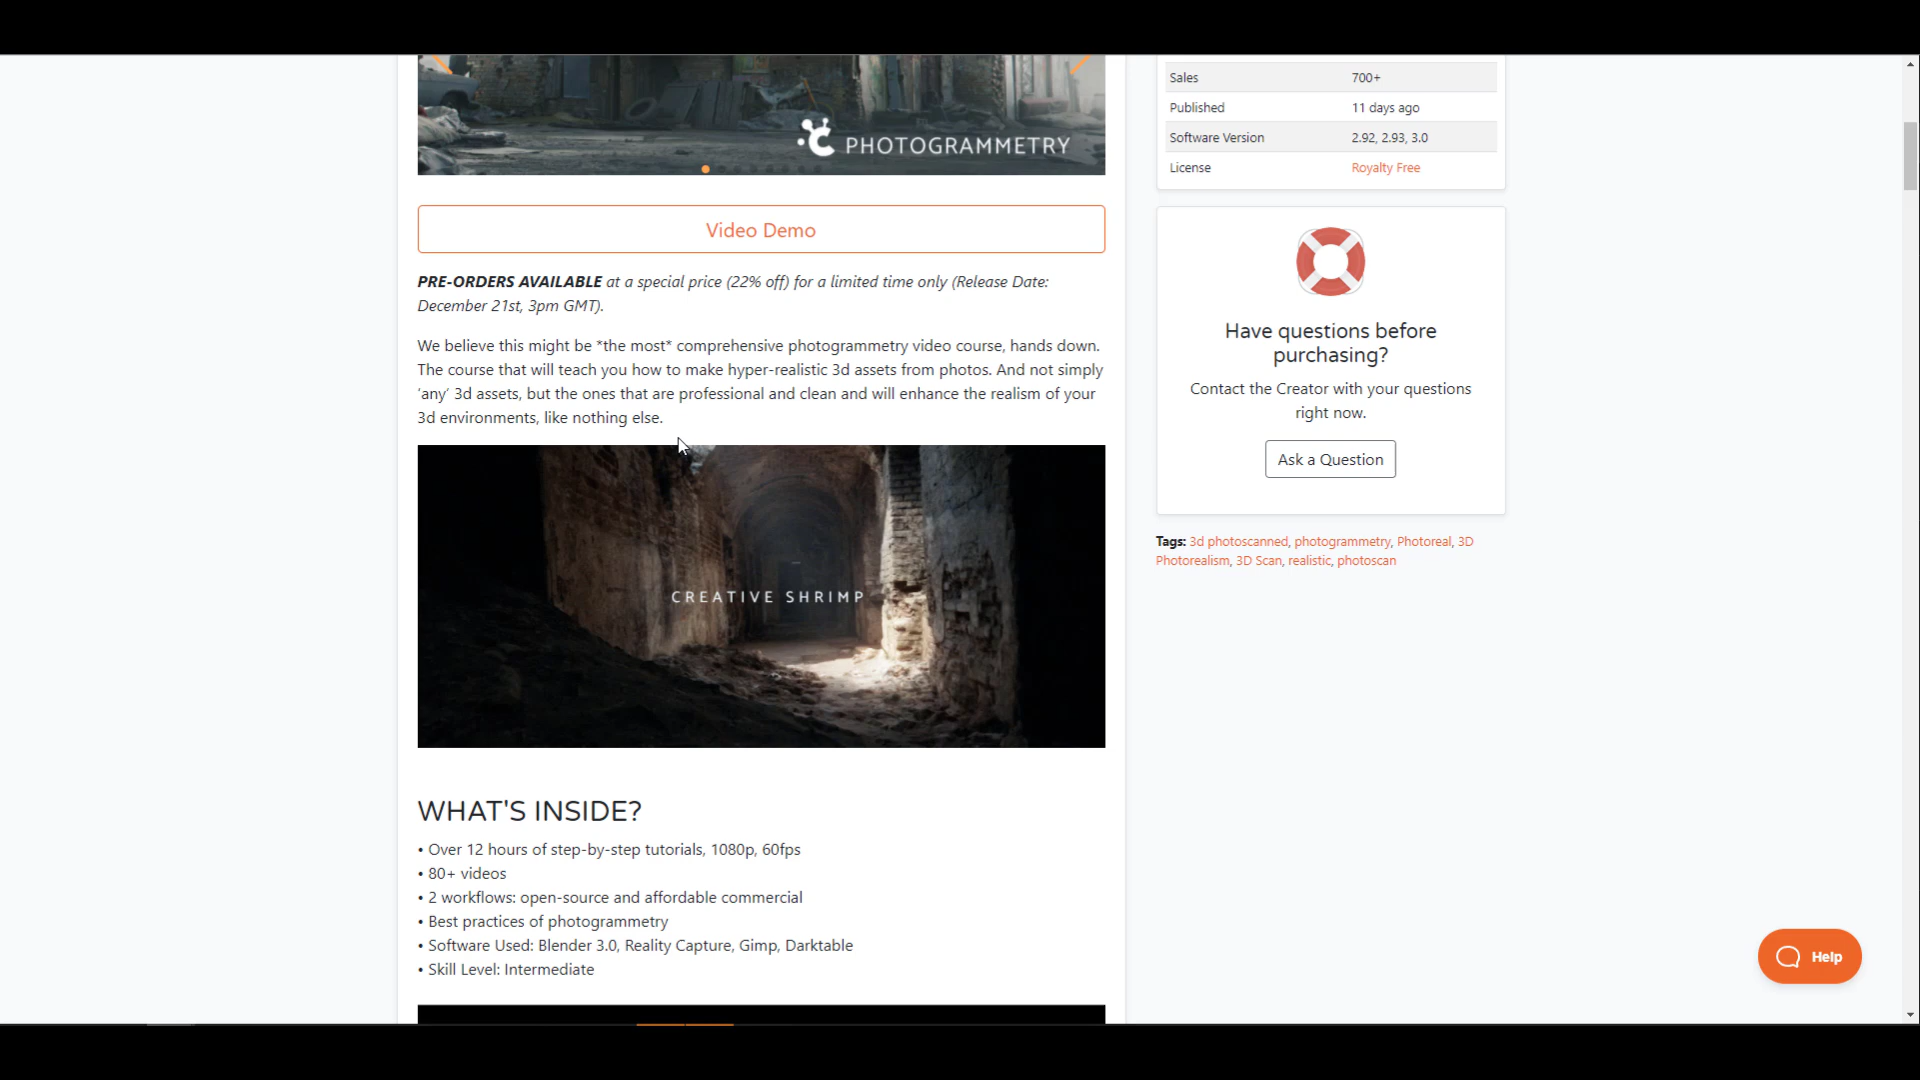 PHOTOGRAMMETRY
Video Demo
PRE-ORDERS AVAILABLE at a special price (22% off) for a limited time only (Release Date:
December 21st, 3pm GMT).
We believe this might be *the most* comprehensive photogrammetry video course, hands down.
The course that will teach you how to make hyper-realistic 3d assets from photos. And not simply
‘any’ 3d assets, but the ones that are professional and clean and will enhance the realism of your
3d environments, like nothing else.
CREATIVE SHRIMP
WHAT'S INSIDE?
• Over 12 hours of step-by-step tutorials, 1080p, 60fps
• 80+ videos
• 2 workflows: open-source and affordable commercial
• Best practices of photogrammetry
• Software Used: Blender 3.0, Reality Capture, Gimp, Darktable
• Skill Level: Intermediate
Sales 700+
Published 11 days ago
Software Version 2.92, 2.93, 3.0
License Royalty Free
Have questions before
purchasing?
Contact the Creator with your questions
right now.
Ask a Question
Tags: 3d photoscanned, photogrammetry, Photoreal, 3D
Photorealism, 3D Scan, realistic, photoscan
Help